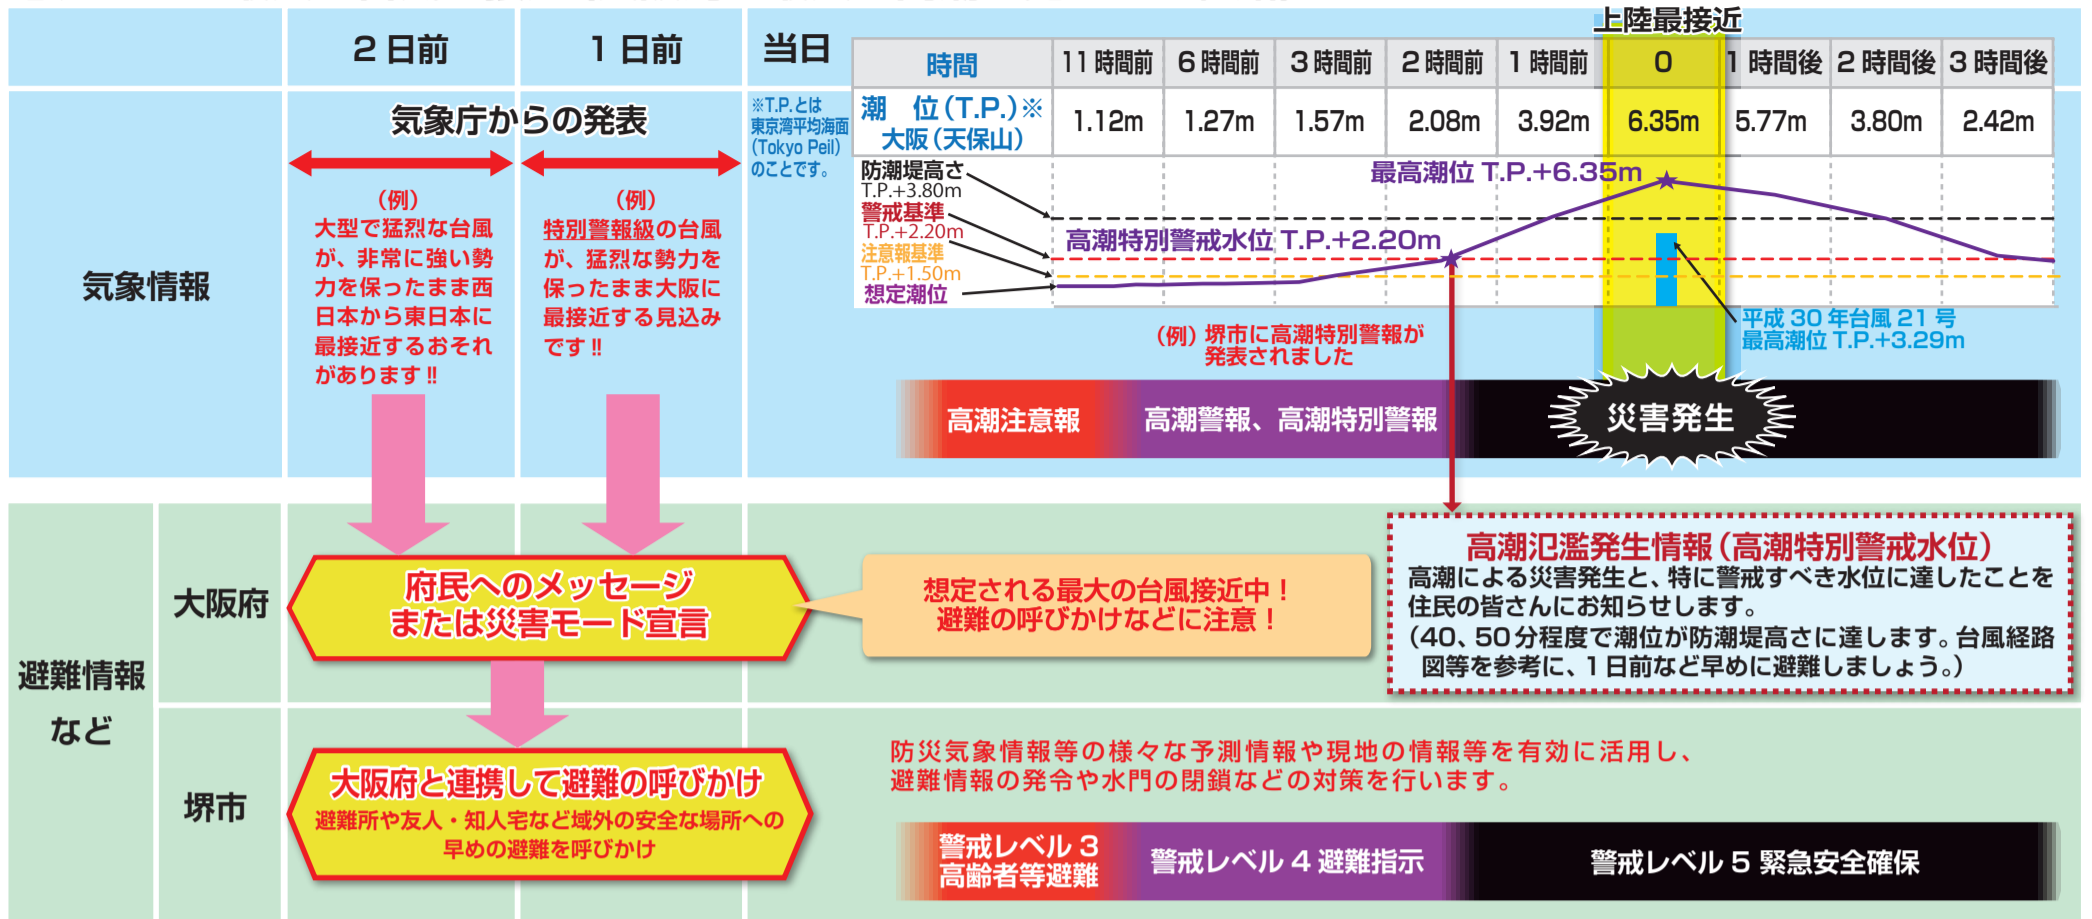 2 日前
1 日前
当日
上陸最接近
時間
11 時間前
6 時間前
3 時間前
2 時間前
1 時間前
0
1 時間後
2 時間後
3 時間後
潮 位(T.P.)※
大阪(天保山)
1.12m
1.27m
1.57m
2.08m
3.92m
6.35m
5.77m
3.80m
2.42m
気象情報
気象庁からの発表
(例)
大型で猛烈な台風
が、非常に強い勢
力を保ったまま西
日本から東日本に
最接近するおそれ
があります!!
(例)
特別警報級の台風
が、猛烈な勢力を
保ったまま大阪に
最接近する見込み
です!!
※T.P.とは
東京湾平均海面
(Tokyo Peil)
のことです。
防潮堤高さ
T.P.+3.80m
警戒基準
T.P.+2.20m
注意報基準
T.P.+1.50m
想定潮位
最高潮位 T.P.+6.35m
高潮特別警戒水位 T.P.+2.20m
平成 30 年台風 21 号
最高潮位 T.P.+3.29m
(例)堺市に高潮特別警報が
発表されました
高潮注意報
高潮警報、高潮特別警報
災害発生
避難情報
など
大阪府
府民へのメッセージ
または災害モード宣言
想定される最大の台風接近中!
避難の呼びかけなどに注意!
高潮氾濫発生情報(高潮特別警戒水位)
高潮による災害発生と、特に警戒すべき水位に達したことを
住民の皆さんにお知らせします。
(40、50分程度で潮位が防潮堤高さに達します。台風経路
図等を参考に、1日前など早めに避難しましょう。)
堺市
大阪府と連携して避難の呼びかけ
避難所や友人・知人宅など域外の安全な場所への
早めの避難を呼びかけ
防災気象情報等の様々な予測情報や現地の情報等を有効に活用し、
避難情報の発令や水門の閉鎖などの対策を行います。
警戒レベル 3
高齢者等避難
警戒レベル 4 避難指示
警戒レベル 5 緊急安全確保